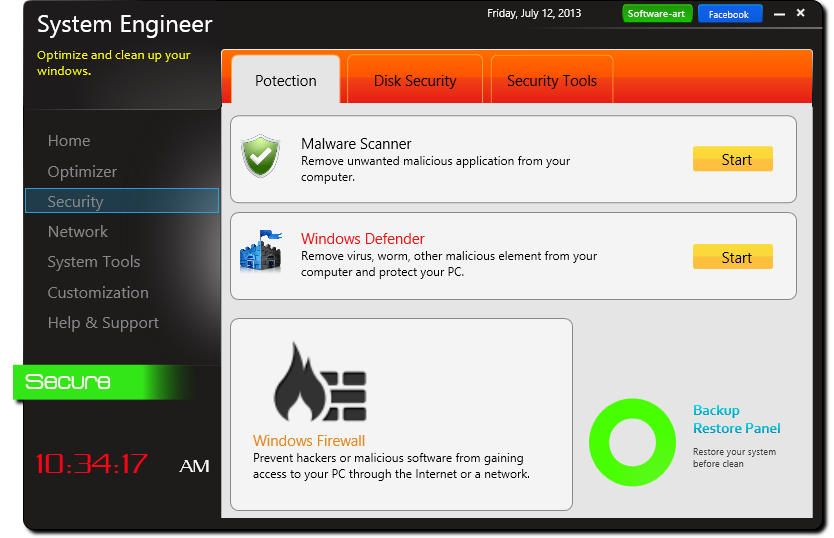 System Engineer
Friday, July 12, 2013
Software-art
Facebook
Optimize and clean up your
windows.
Potection
Disk Security
Security Tools
Home
Optimizer
Security
Network
System Tools
Customization
Help & Support
Secure
10:34:17 AM
Malware Scanner
Remove unwanted malicious application from your
computer.
Start
Windows Defender
Remove virus, worm, other malicious element from your
computer and protect your PC.
Start
Windows Firewall
Prevent hackers or malicious software from gaining
access to your PC through the Internet or a network.
Backup
Restore Panel
Restore your system
before clean